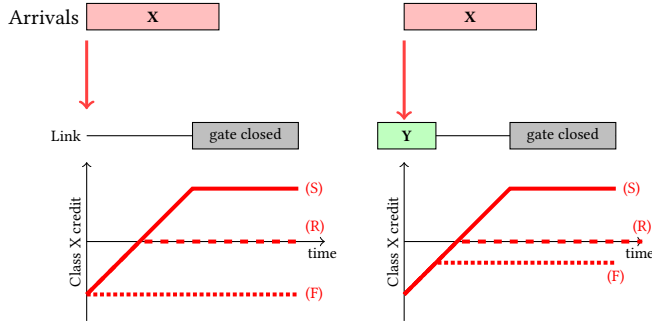 Arrivals
X
X
Link
gate closed
Y
gate closed
Class X credit
(S)
(R)
time
(F)
Class X credit
(S)
(R)
time
(F)